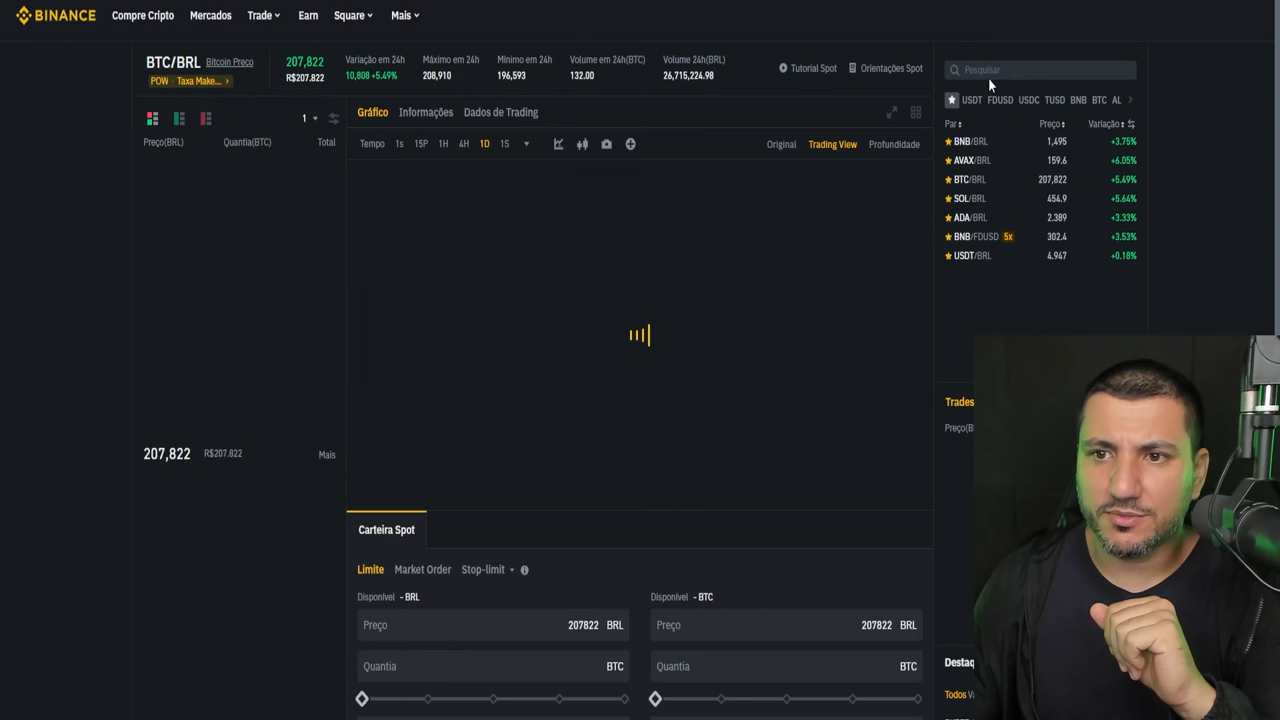 BINANCE Compre Cripto Mercados Trade Earn Square Mais
BTC/BRL Bitcoin Preço
POW Taxa Make...
207,822
R$207.822
Variação em 24h
10,808 +5.49%
Máximo em 24h
208,910
Mínimo em 24h
196,593
Volume em 24h(BTC)
132.00
Volume 24h(BRL)
26,715,224.98
Tutorial Spot Orientações Spot
1
Preço(BRL) Quantia(BTC) Total
207,822 R$207.822 Mais
Gráfico Informações Dados de Trading
Tempo 1s 15P 1H 4H 1D 1S
Original Trading View Profundidade
Carteira Spot
Limite Market Order Stop-limit
Disponível - BRL
Preço 207822 BRL
Quantia BTC
Disponível - BTC
Preço 207822 BRL
Quantia BTC
Pesquisar
USDT FDUSD USDC TUSD BNB BTC AL
Par Preço Variação
BNB/BRL 1,495 +3.75%
AVAX/BRL 159.6 +6.05%
BTC/BRL 207,822 +5.49%
SOL/BRL 454.9 +5.64%
ADA/BRL 2.389 +3.33%
BNB/FDUSD 5x 302.4 +3.53%
USDT/BRL 4.947 +0.18%
Trades
Preço(B
Destaq
Todos Va